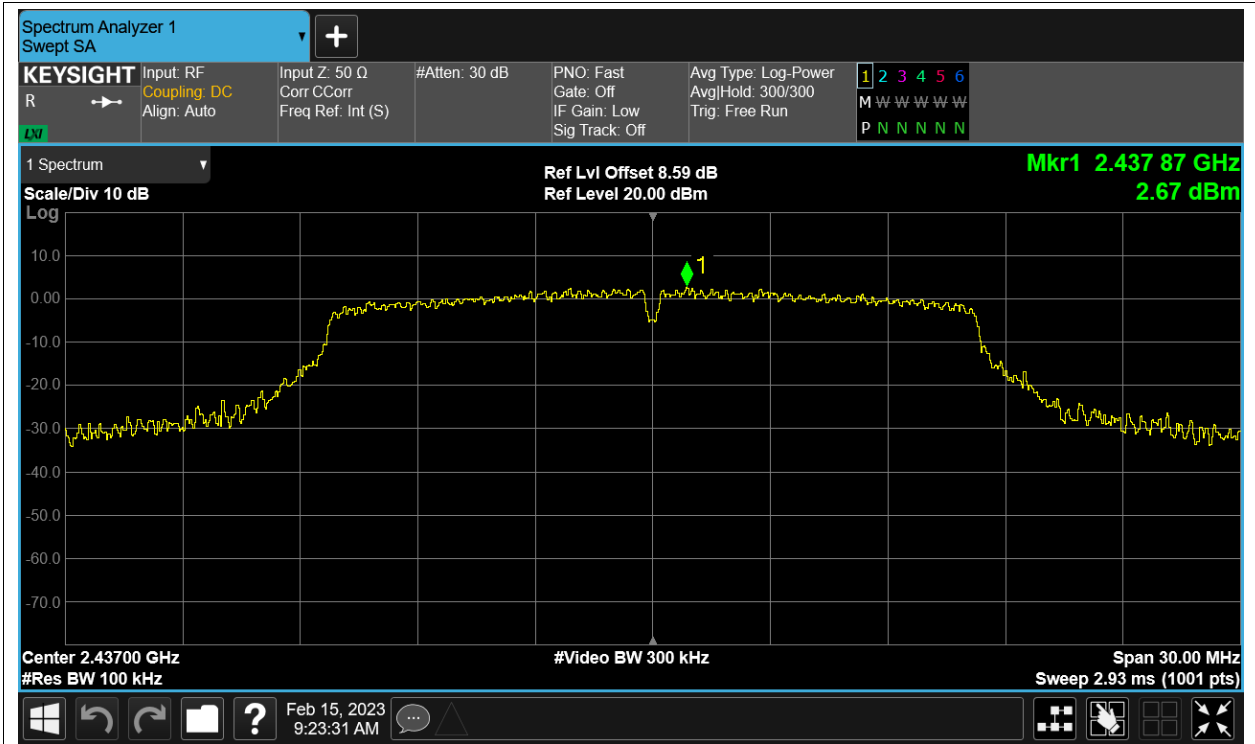 Spectrum Analyzer 1
Swept SA
+
KEYSIGHT
R
LXI
Input: RF
Coupling: DC
Align: Auto
Input Z: 50 Ω
Corr CCorr
Freq Ref: Int (S)
#Atten: 30 dB
PNO: Fast
Gate: Off
IF Gain: Low
Sig Track: Off
Avg Type: Log-Power
Avg|Hold: 300/300
Trig: Free Run
1 2 3 4 5 6
M W W W W W W
P N N N N N N
1 Spectrum
Scale/Div 10 dB
Log
Ref Lvl Offset 8.59 dB
Ref Level 20.00 dBm
Mkr1 2.437 87 GHz
2.67 dBm
1
10.0
0.00
-10.0
-20.0
-30.0
-40.0
-50.0
-60.0
-70.0
Center 2.43700 GHz
#Res BW 100 kHz
#Video BW 300 kHz
Span 30.00 MHz
Sweep 2.93 ms (1001 pts)
?
Feb 15, 2023
9:23:31 AM